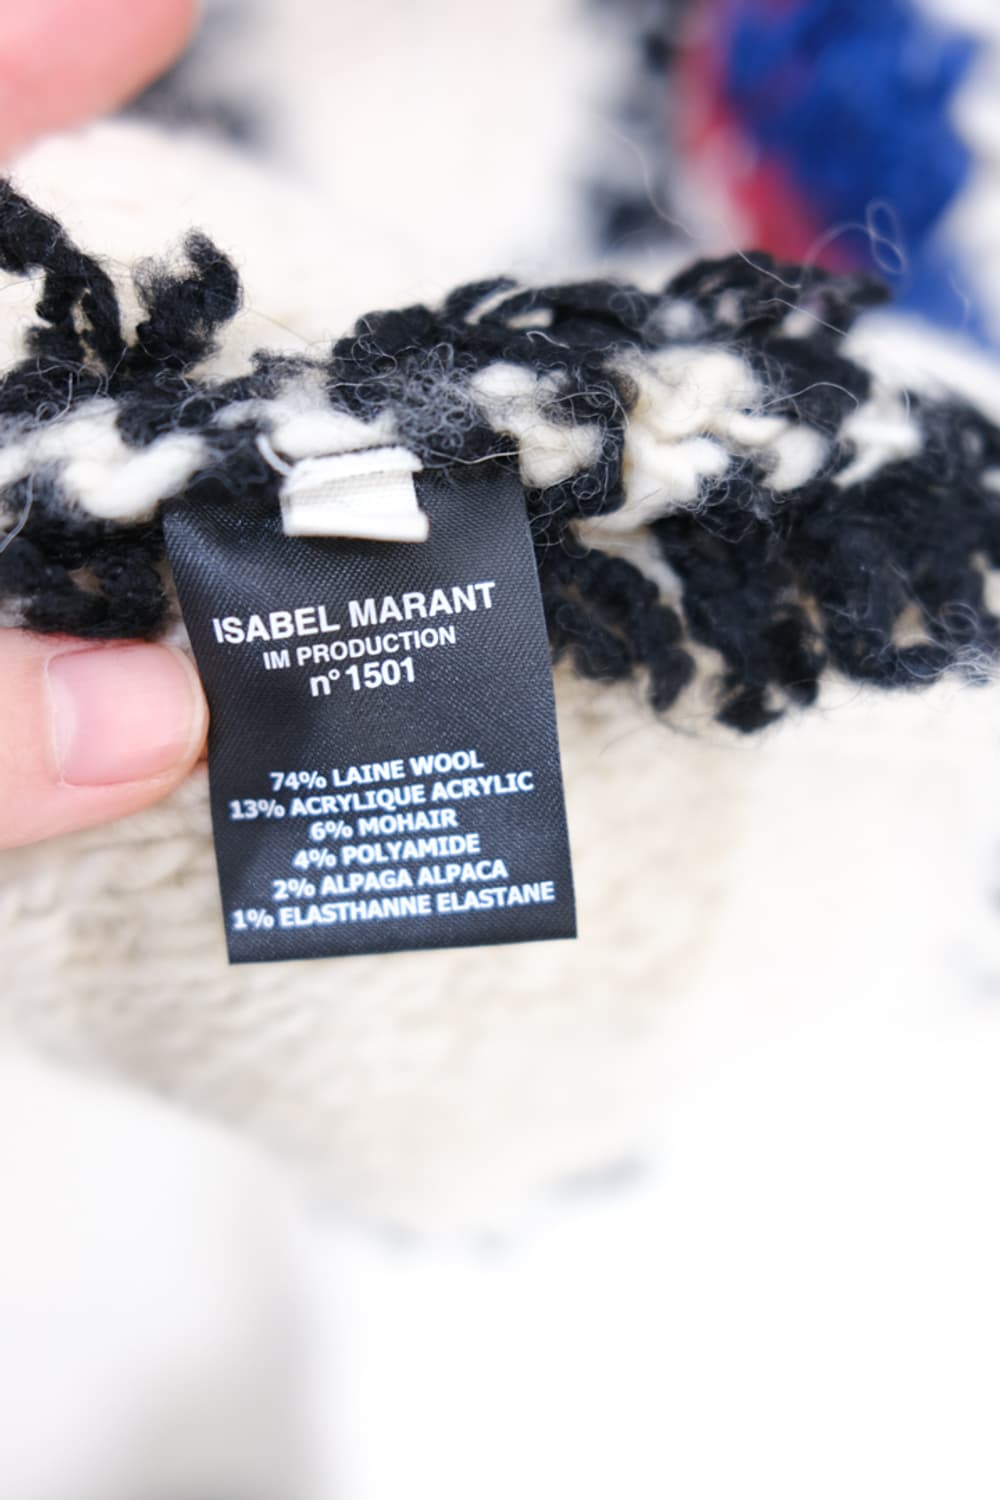 ISABEL MARANT
IM PRODUCTION
n° 1501
74% LAINE WOOL
13% ACRYLIQUE ACRYLIC
6% MOHAIR
4% POLYAMIDE
2% ALPAGA ALPACA
1% ELASTHANNE ELASTANE